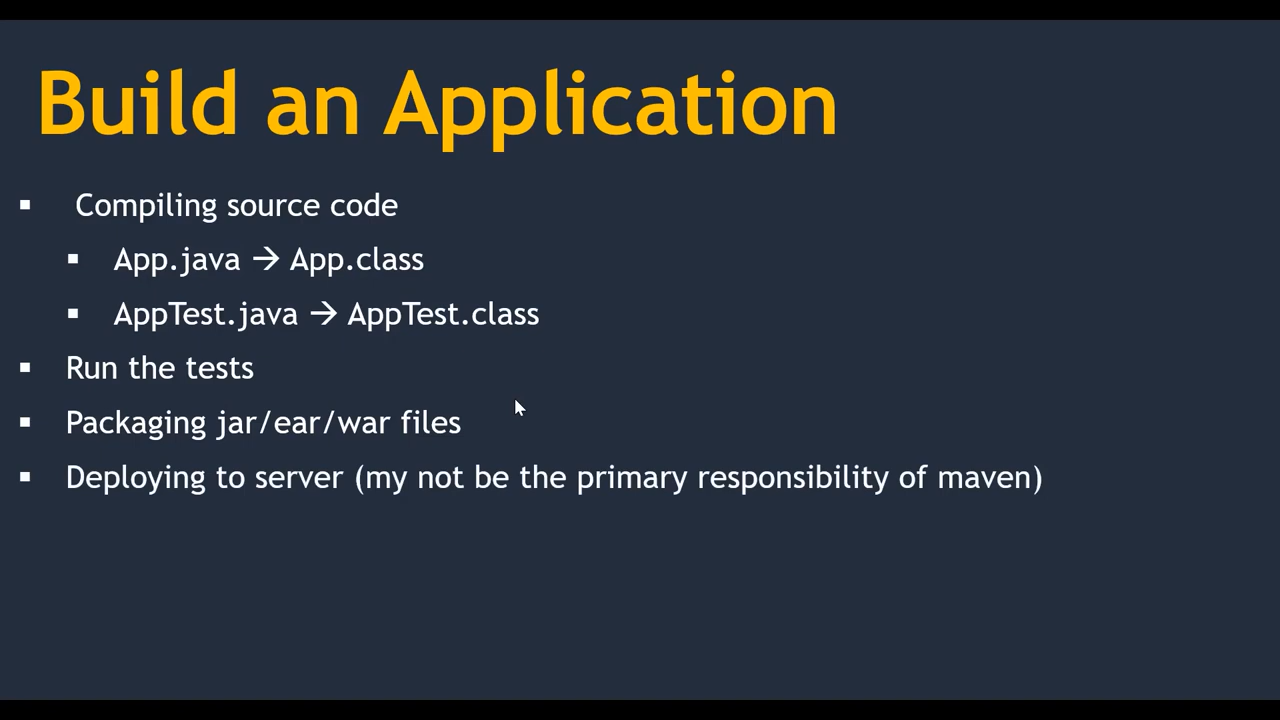 Build an Application
▪ Compiling source code
▪ App.java → App.class
▪ AppTest.java → AppTest.class
▪ Run the tests
▪ Packaging jar/ear/war files
▪ Deploying to server (my not be the primary responsibility of maven)